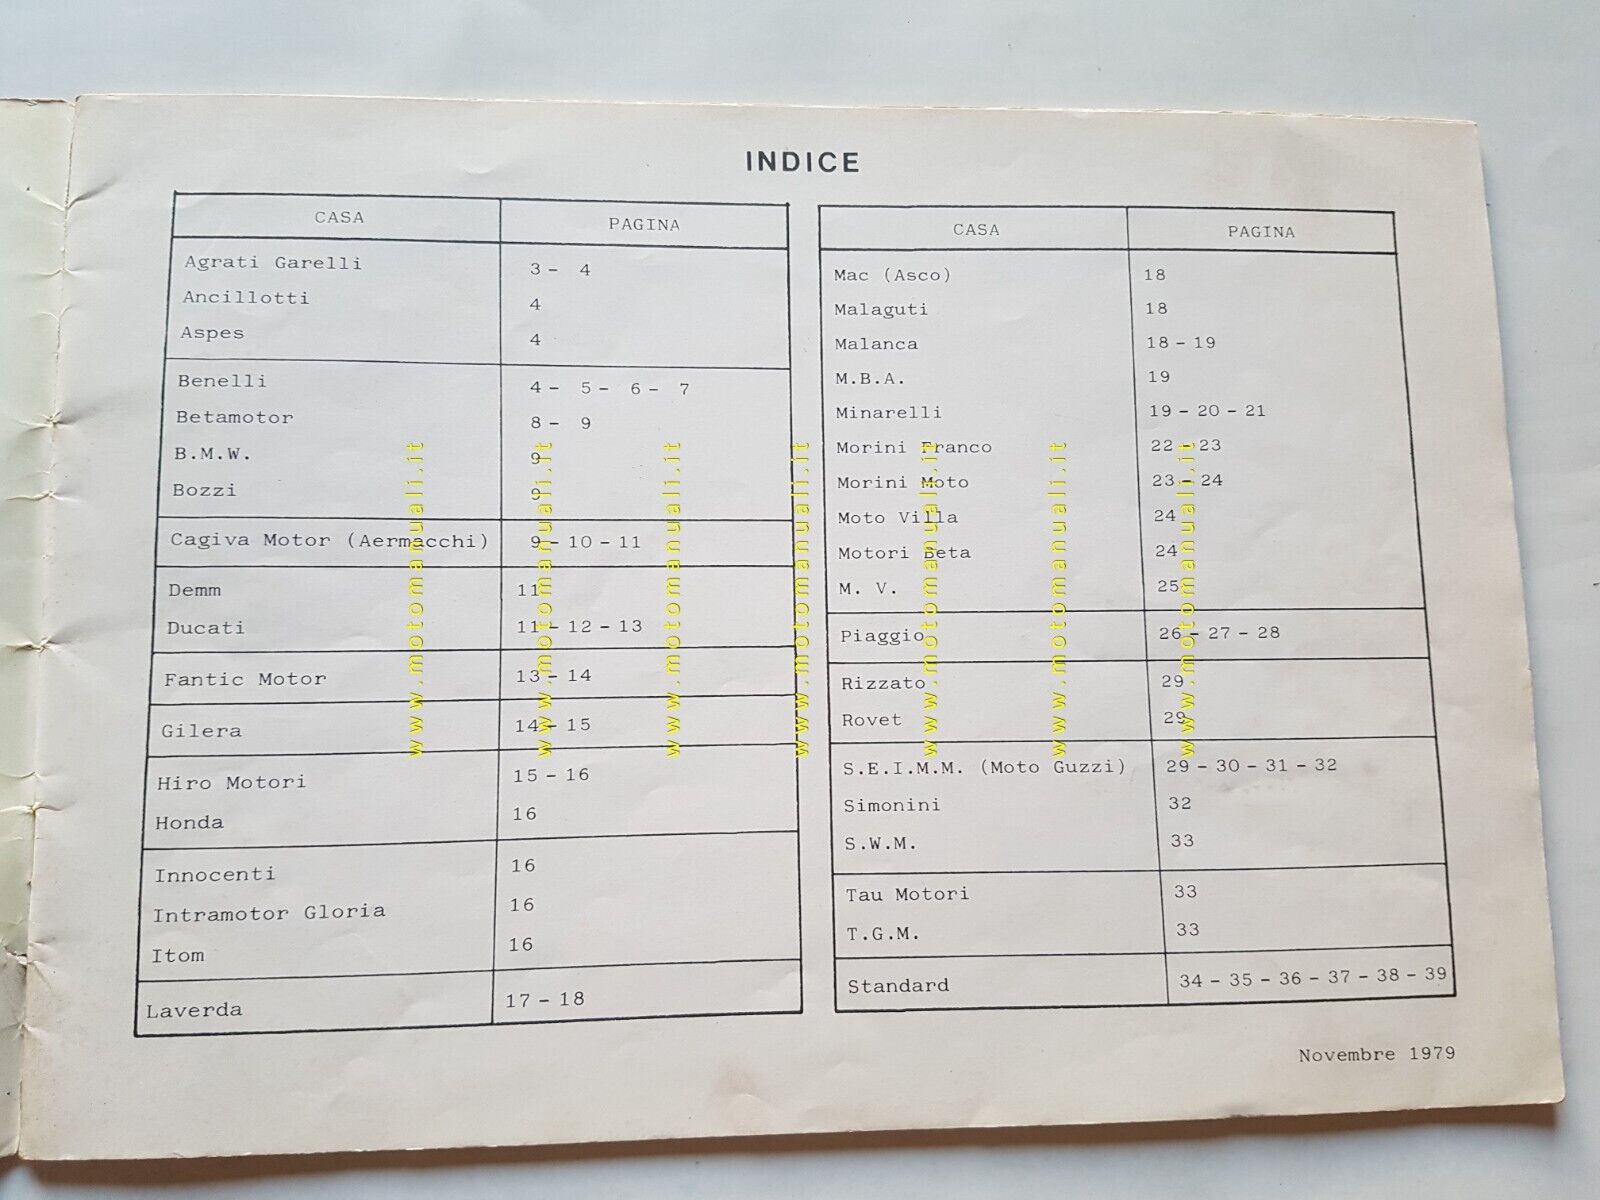 INDICE
CASA PAGINA
Agrati Garelli 3 - 4
Ancillotti 4
Aspes 4
Benelli 4 - 5 - 6 - 7
Betamotor 8 - 9
B.M.W. 9
Bozzi 9
Cagiva Motor (Aermacchi) 9 - 10 - 11
Demm 11
Ducati 11 - 12 - 13
Fantic Motor 13 - 14
Gilera 14 - 15
Hiro Motori 15 - 16
Honda 16
Innocenti 16
Intramotor Gloria 16
Itom 16
Laverda 17 - 18
CASA PAGINA
Mac (Asco) 18
Malaguti 18
Malanca 18 - 19
M.B.A. 19
Minarelli 19 - 20 - 21
Morini Franco 22 - 23
Morini Moto 23 - 24
Moto Villa 24
Motori Beta 24
M. V. 25
Piaggio 26 - 27 - 28
Rizzato 29
Rovet 29
S.E.I.M.M. (Moto Guzzi) 29 - 30 - 31 - 32
Simonini 32
S.W.M. 33
Tau Motori 33
T.G.M. 33
Standard 34 - 35 - 36 - 37 - 38 - 39
Novembre 1979
www.motomanuali.it
www.motomanuali.it
www.motomanuali.it
www.motomanuali.it
www.motomanuali.it
www.motomanuali.it
www.motomanuali.it